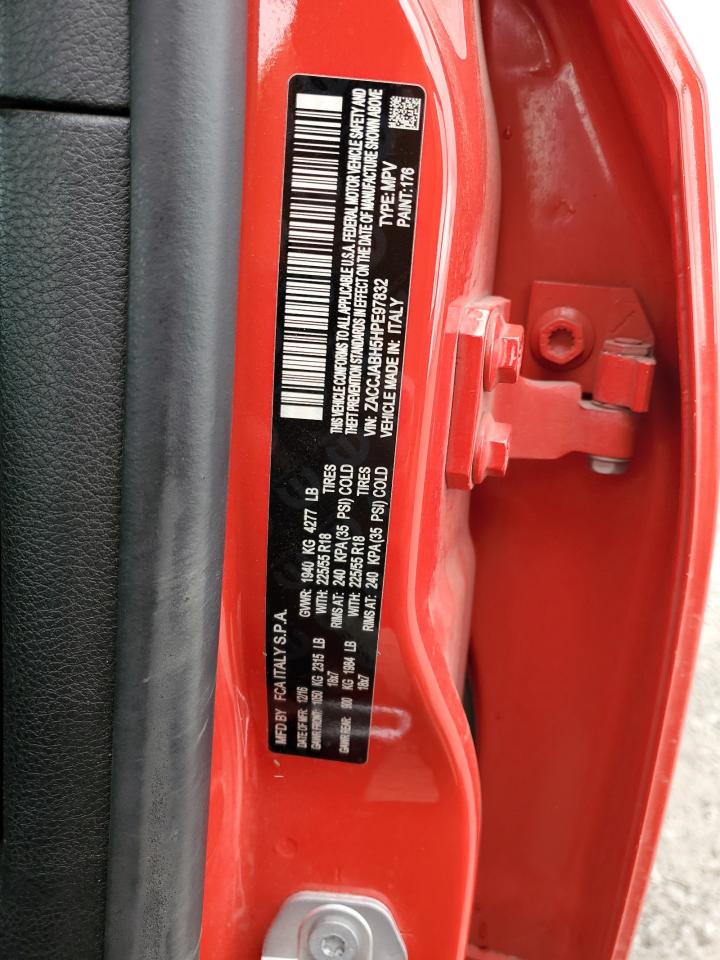 MFD BY FCA ITALY S.P.A.
DATE OF MFR: 12/16 GVWR: 1940 KG 4277 LB
GAWR FRONT: 1050 KG 2315 LB WITH: 225/55 R18 TIRES
18x7 RIMS AT: 240 KPA(35 PSI) COLD
GAWR REAR: 900 KG 1984 LB WITH: 225/55 R18 TIRES
18x7 RIMS AT: 240 KPA(35 PSI) COLD
THIS VEHICLE CONFORMS TO ALL APPLICABLE U.S.A. FEDERAL MOTOR VEHICLE SAFETY AND
THEFT PREVENTION STANDARDS IN EFFECT ON THE DATE OF MANUFACTURE SHOWN ABOVE
VIN: ZACCJABH5HPE97832 TYPE: MPV
VEHICLE MADE IN: ITALY PAINT:176